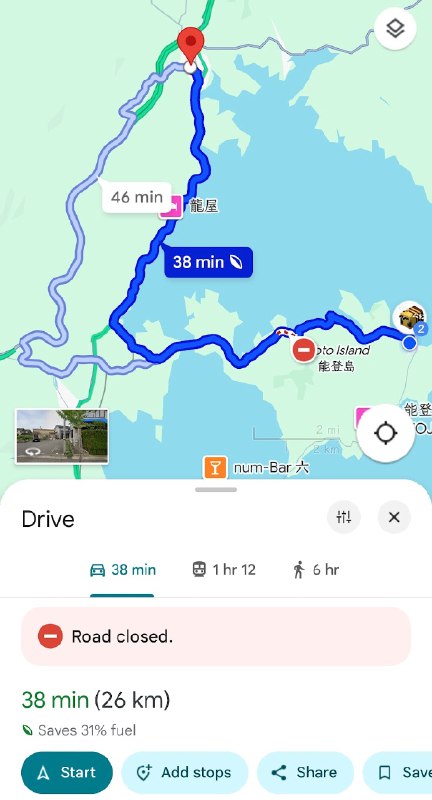 46 min
龍屋
38 min
2
oto Island
能登島
能登
2 mi
2 km
num-Bar 六
Drive
38 min
1 hr 12
6 hr
Road closed.
38 min (26 km)
Saves 31% fuel
Start
Add stops
Share
Save